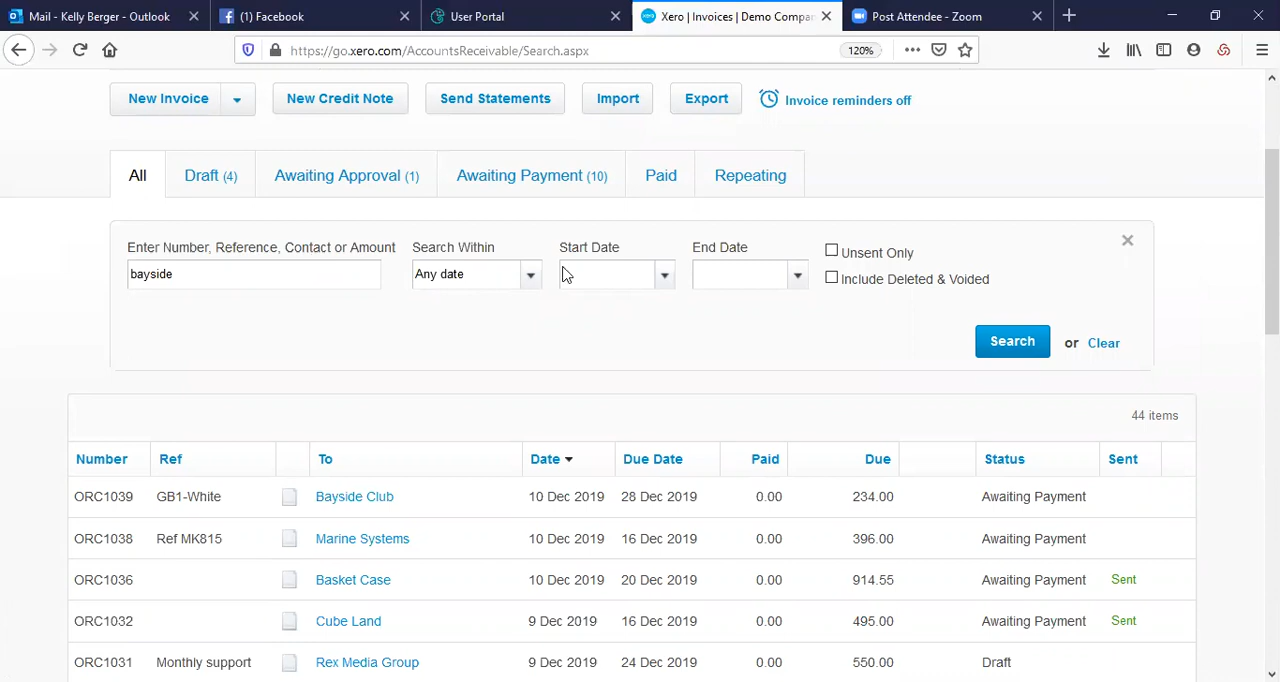 Mail - Kelly Berger - Outlook
(1) Facebook
User Portal
Xero | Invoices | Demo Compa
Post Attendee - Zoom
https://go.xero.com/AccountsReceivable/Search.aspx
120%
New Invoice
New Credit Note
Send Statements
Import
Export
Invoice reminders off
All
Draft (4)
Awaiting Approval (1)
Awaiting Payment (10)
Paid
Repeating
Enter Number, Reference, Contact or Amount
Search Within
Start Date
End Date
Unsent Only
bayside
Any date
Include Deleted & Voided
Search or Clear
44 items
Number Ref To Date Due Date Paid Due Status Sent
ORC1039 GB1-White Bayside Club 10 Dec 2019 28 Dec 2019 0.00 234.00 Awaiting Payment
ORC1038 Ref MK815 Marine Systems 10 Dec 2019 16 Dec 2019 0.00 396.00 Awaiting Payment
ORC1036 Basket Case 10 Dec 2019 20 Dec 2019 0.00 914.55 Awaiting Payment Sent
ORC1032 Cube Land 9 Dec 2019 16 Dec 2019 0.00 495.00 Awaiting Payment Sent
ORC1031 Monthly support Rex Media Group 9 Dec 2019 24 Dec 2019 0.00 550.00 Draft